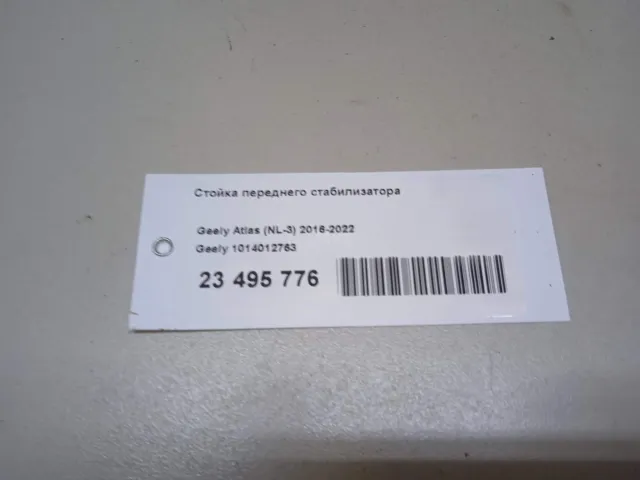 Стойка переднего стабилизатора
Geely Atlas (NL-3) 2016-2022
Geely 1014012763
23 495 776